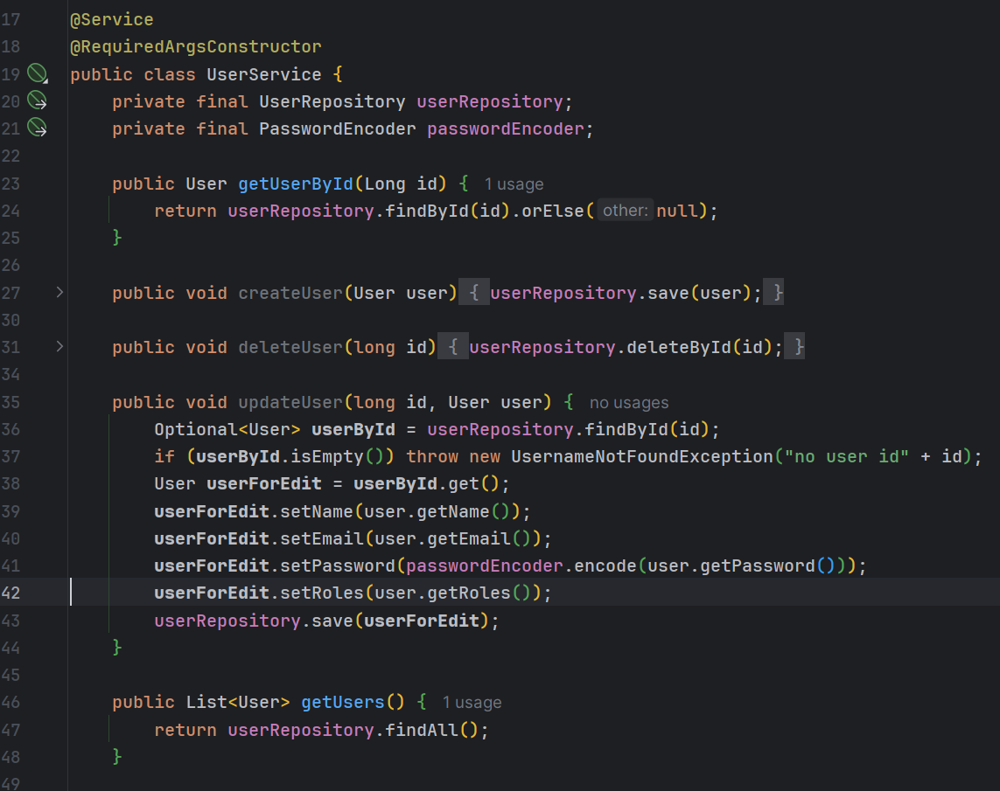 17 @Service
18 @RequiredArgsConstructor
19 public class UserService {
20 private final UserRepository userRepository;
21 private final PasswordEncoder passwordEncoder;
22
23 public User getUserById(Long id) { 1 usage
24 return userRepository.findById(id).orElse( other: null);
25 }
26
27 public void createUser(User user) { userRepository.save(user); }
30
31 public void deleteUser(long id) { userRepository.deleteById(id); }
34
35 public void updateUser(long id, User user) { no usages
36 Optional<User> userById = userRepository.findById(id);
37 if (userById.isEmpty()) throw new UsernameNotFoundException("no user id" + id);
38 User userForEdit = userById.get();
39 userForEdit.setName(user.getName());
40 userForEdit.setEmail(user.getEmail());
41 userForEdit.setPassword(passwordEncoder.encode(user.getPassword()));
42 userForEdit.setRoles(user.getRoles());
43 userRepository.save(userForEdit);
44 }
45
46 public List<User> getUsers() { 1 usage
47 return userRepository.findAll();
48 }
49